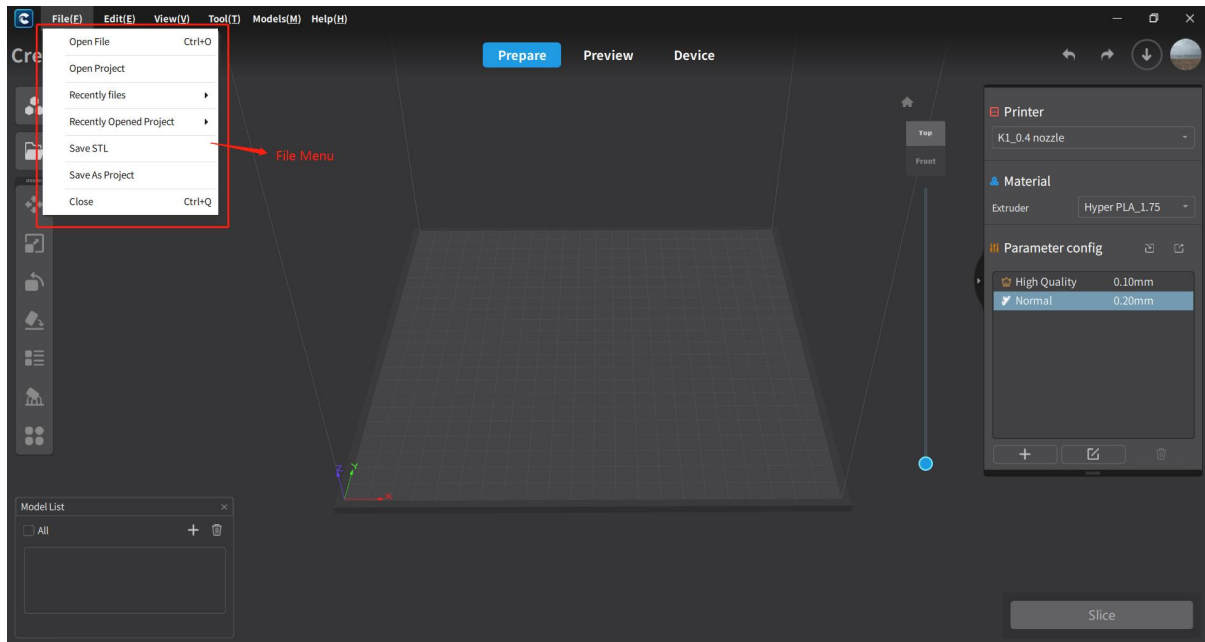 File(F) Edit(E) View(V) Tool(T) Models(M) Help(H)
Cre
Prepare Preview Device
Open File Ctrl+O
Open Project
Recently files
Recently Opened Project
Save STL
Save As Project
Close Ctrl+Q
File Menu
Top
Front
Printer
K1_0.4 nozzle
Material
Extruder Hyper PLA_1.75
Parameter config
High Quality 0.10mm
Normal 0.20mm
Z Y X
Model List
All
Slice